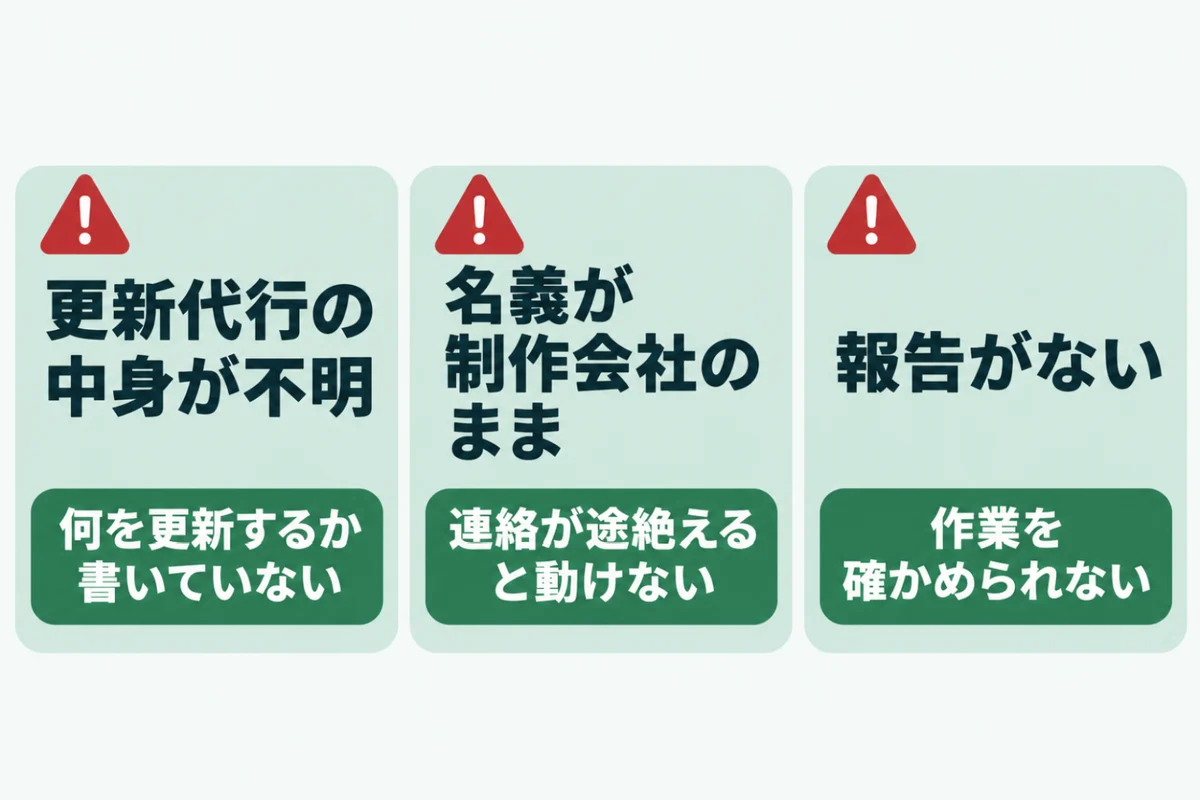 更新代行の
中身が不明
何を更新するか
書いていない
名義が
制作会社の
まま
連絡が途絶える
と動けない
報告がない
作業を
確かめられない